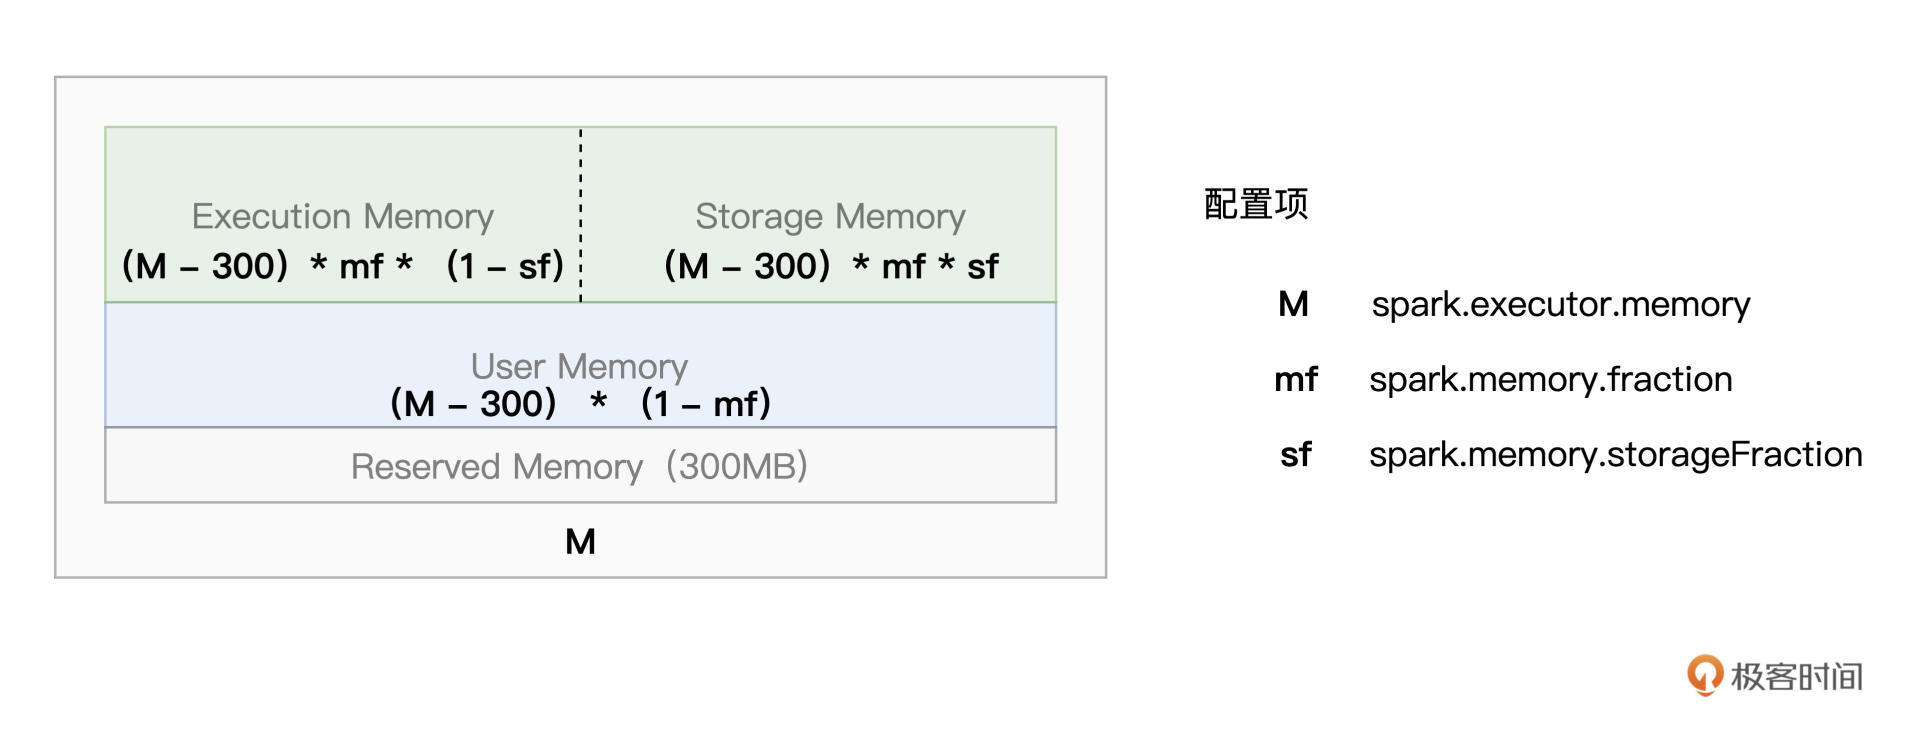 Execution Memory
(M – 300) * mf * (1 – sf)
Storage Memory
(M – 300) * mf * sf
User Memory
(M – 300) * (1 – mf)
Reserved Memory（300MB）
M
配置项
M spark.executor.memory
mf spark.memory.fraction
sf spark.memory.storageFraction
极客时间